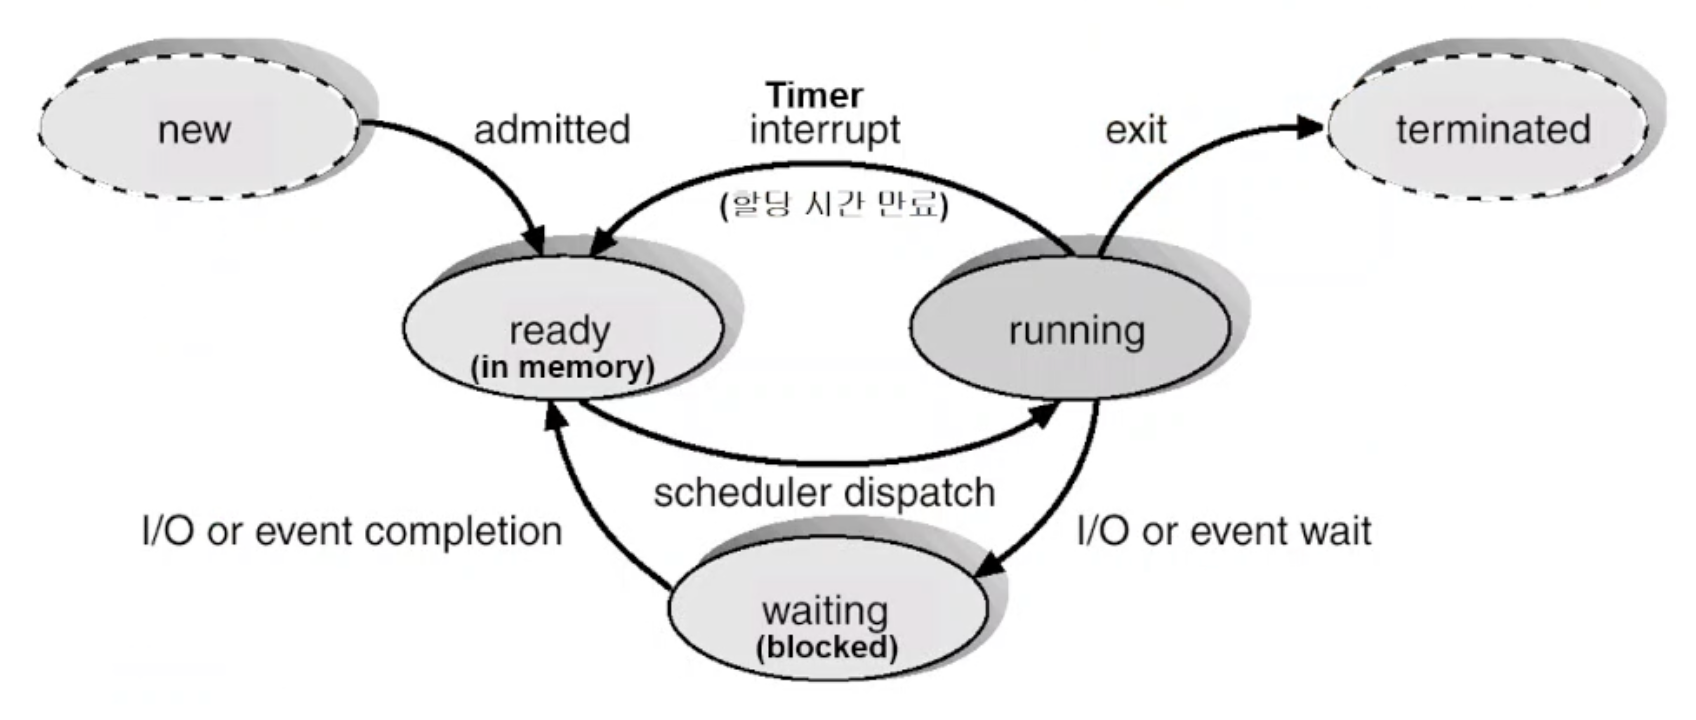 new
admitted
Timer
interrupt
(할당 시간 만료)
exit
terminated
ready
(in memory)
running
scheduler dispatch
I/O or event completion
I/O or event wait
waiting
(blocked)